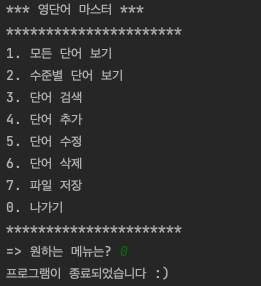 *** 영단어 마스터 ***
**********************
1. 모든 단어 보기
2. 수준별 단어 보기
3. 단어 검색
4. 단어 추가
5. 단어 수정
6. 단어 삭제
7. 파일 저장
0. 나가기
**********************
=> 원하는 메뉴는? 0
프로그램이 종료되었습니다 :)